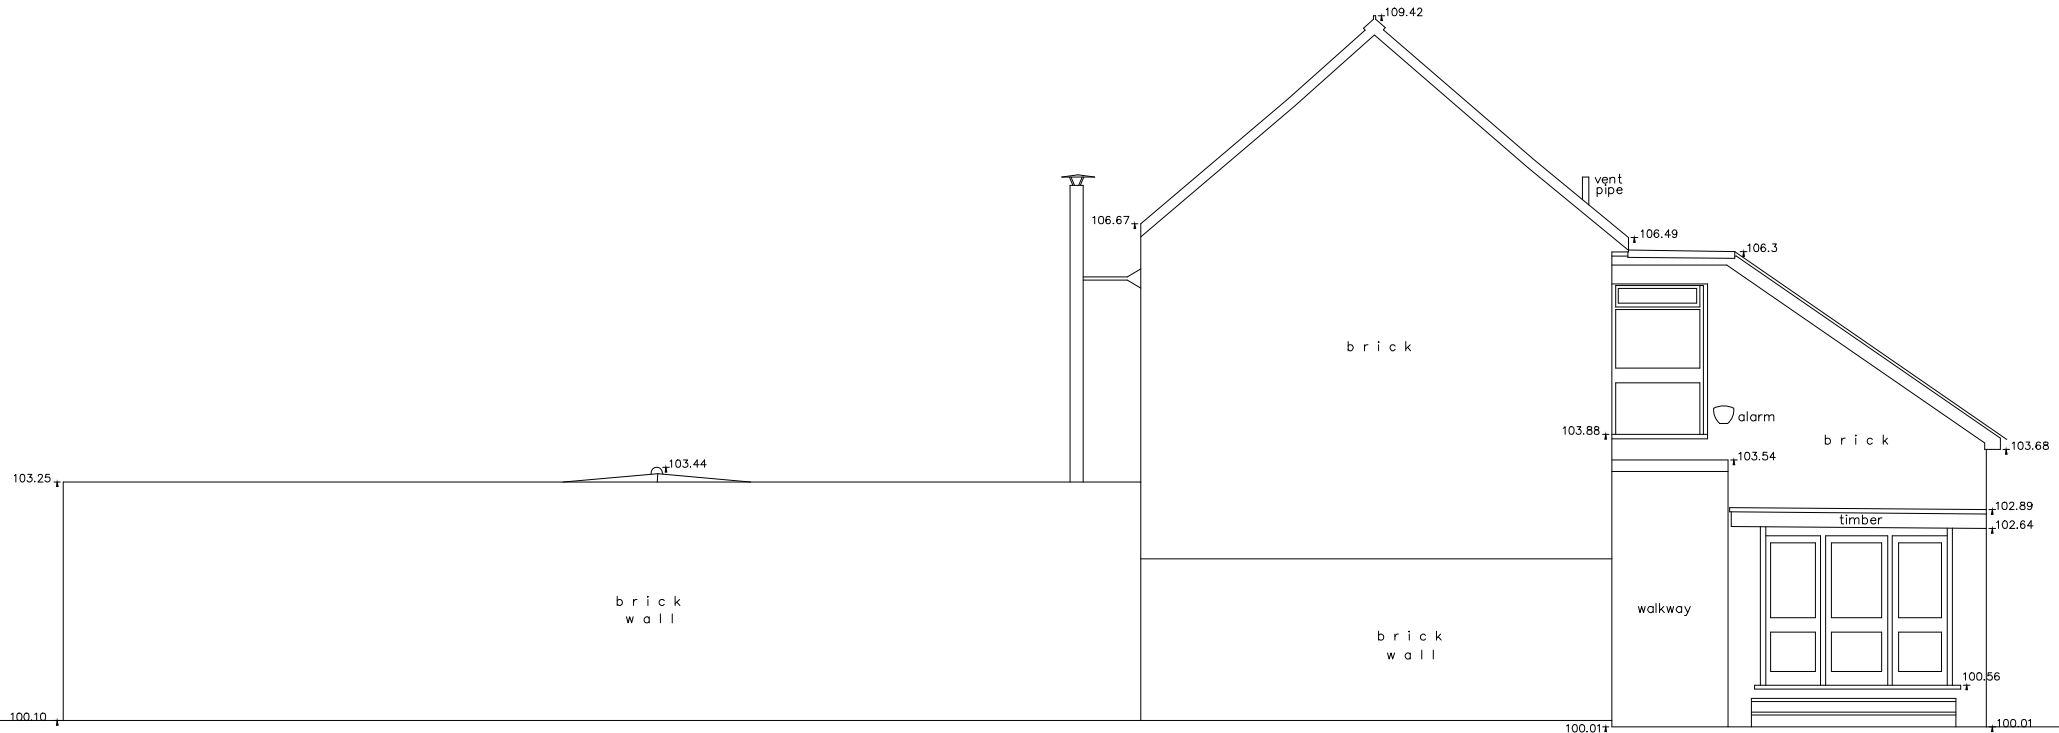 109.42
vent
pipe
106.67
106.49
106.3
brick
103.88
alarm
brick
103.68
103.25
103.44
103.54
102.89
timber
102.64
brick
wall
walkway
brick
wall
100.56
100.10
100.01
100.01